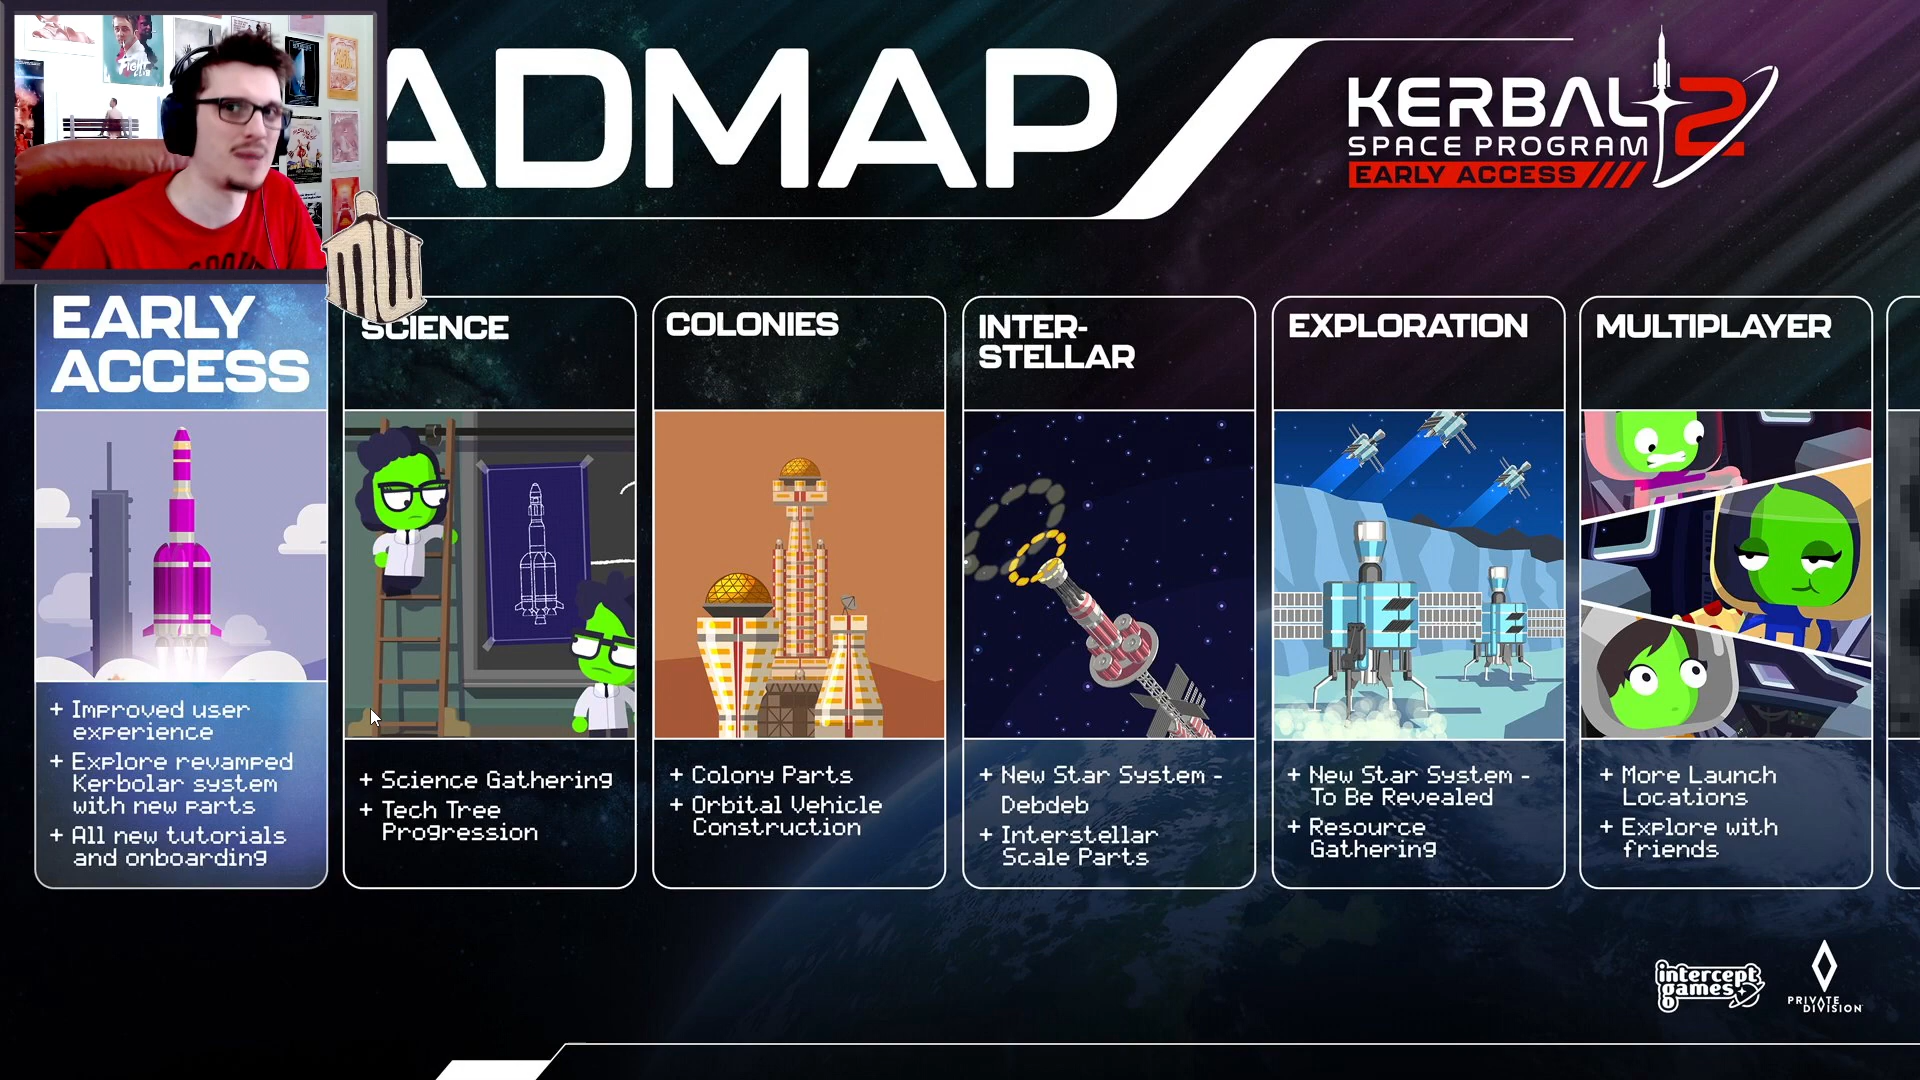 FIGHT
CLUB
MW
ADMAP
KERBAL
SPACE PROGRAM 2
EARLY ACCESS
EARLY
ACCESS
+ Improved user
experience
+ Explore revamped
Kerbolar system
with new parts
+ All new tutorials
and onboarding
SCIENCE
+ Science Gathering
+ Tech Tree
Progression
COLONIES
+ Colony Parts
+ Orbital Vehicle
Construction
INTER-
STELLAR
+ New Star System -
Debdeb
+ Interstellar
Scale Parts
EXPLORATION
+ New Star System -
To Be Revealed
+ Resource
Gathering
MULTIPLAYER
+ More Launch
Locations
+ Explore with
friends
intercept
games
PRIVATE
DIVISION